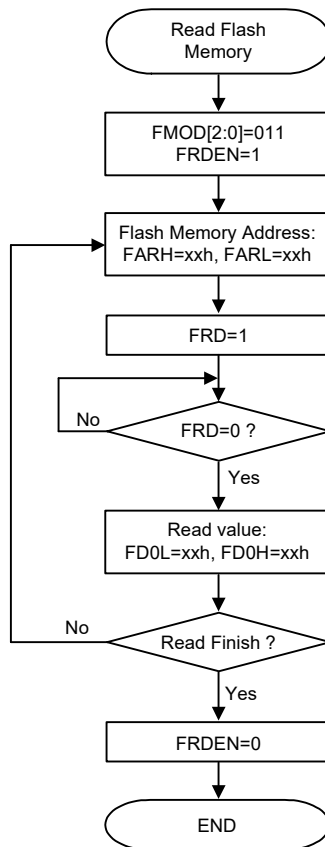 Read Flash
Memory
FMOD[2:0]=011
FRDEN=1
Flash Memory Address:
FARH=xxh, FARL=xxh
FRD=1
No
FRD=0 ?
Yes
Read value:
FD0L=xxh, FD0H=xxh
No
Read Finish ?
Yes
FRDEN=0
END